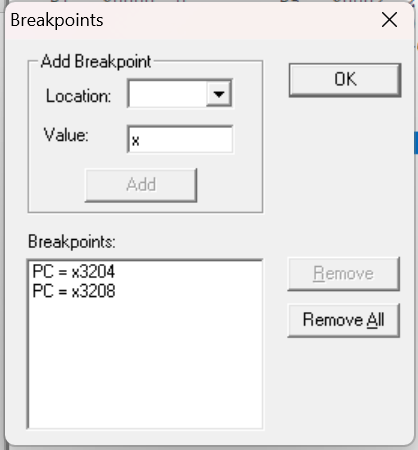 Breakpoints
Add Breakpoint
Location:
OK
Value:
x
Add
Breakpoints:
PC = x3204
PC = x3208
Remove
Remove All